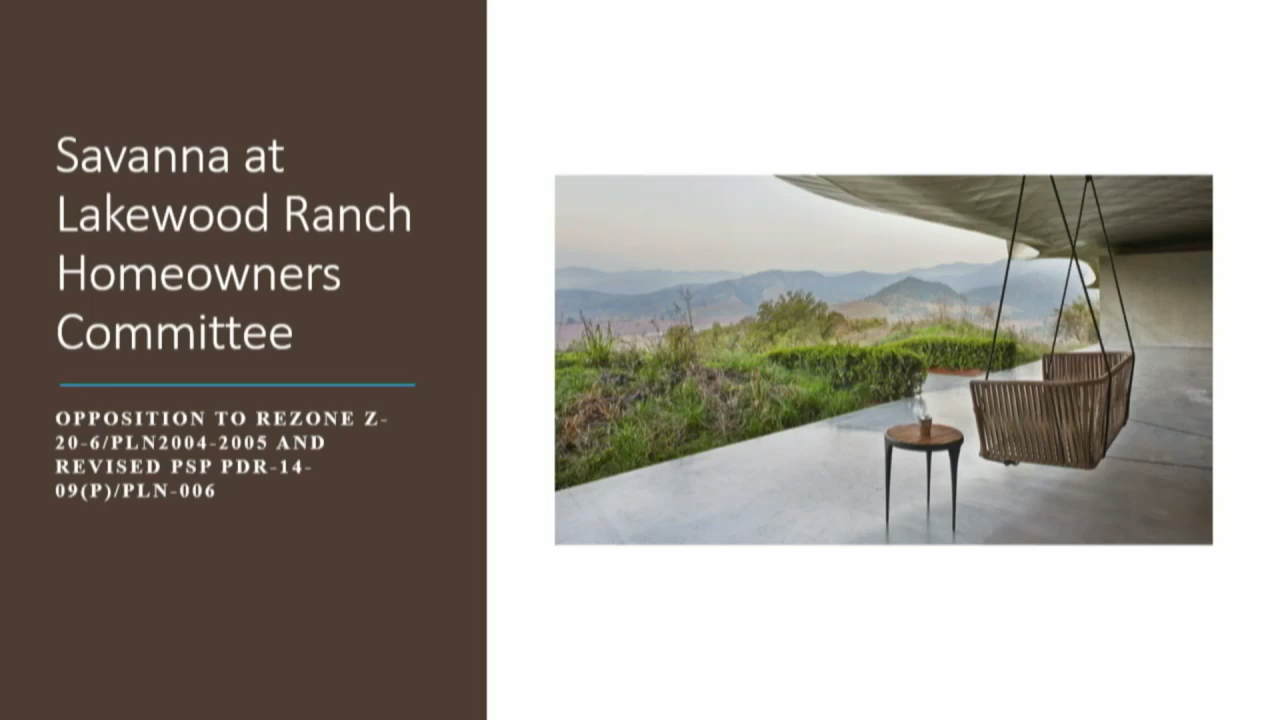 Savanna at
Lakewood Ranch
Homeowners
Committee
OPPOSITION TO REZONE Z-
20-6/PLN2004-2005 AND
REVISED PSP PDR-14-
09(P)/PLN-006